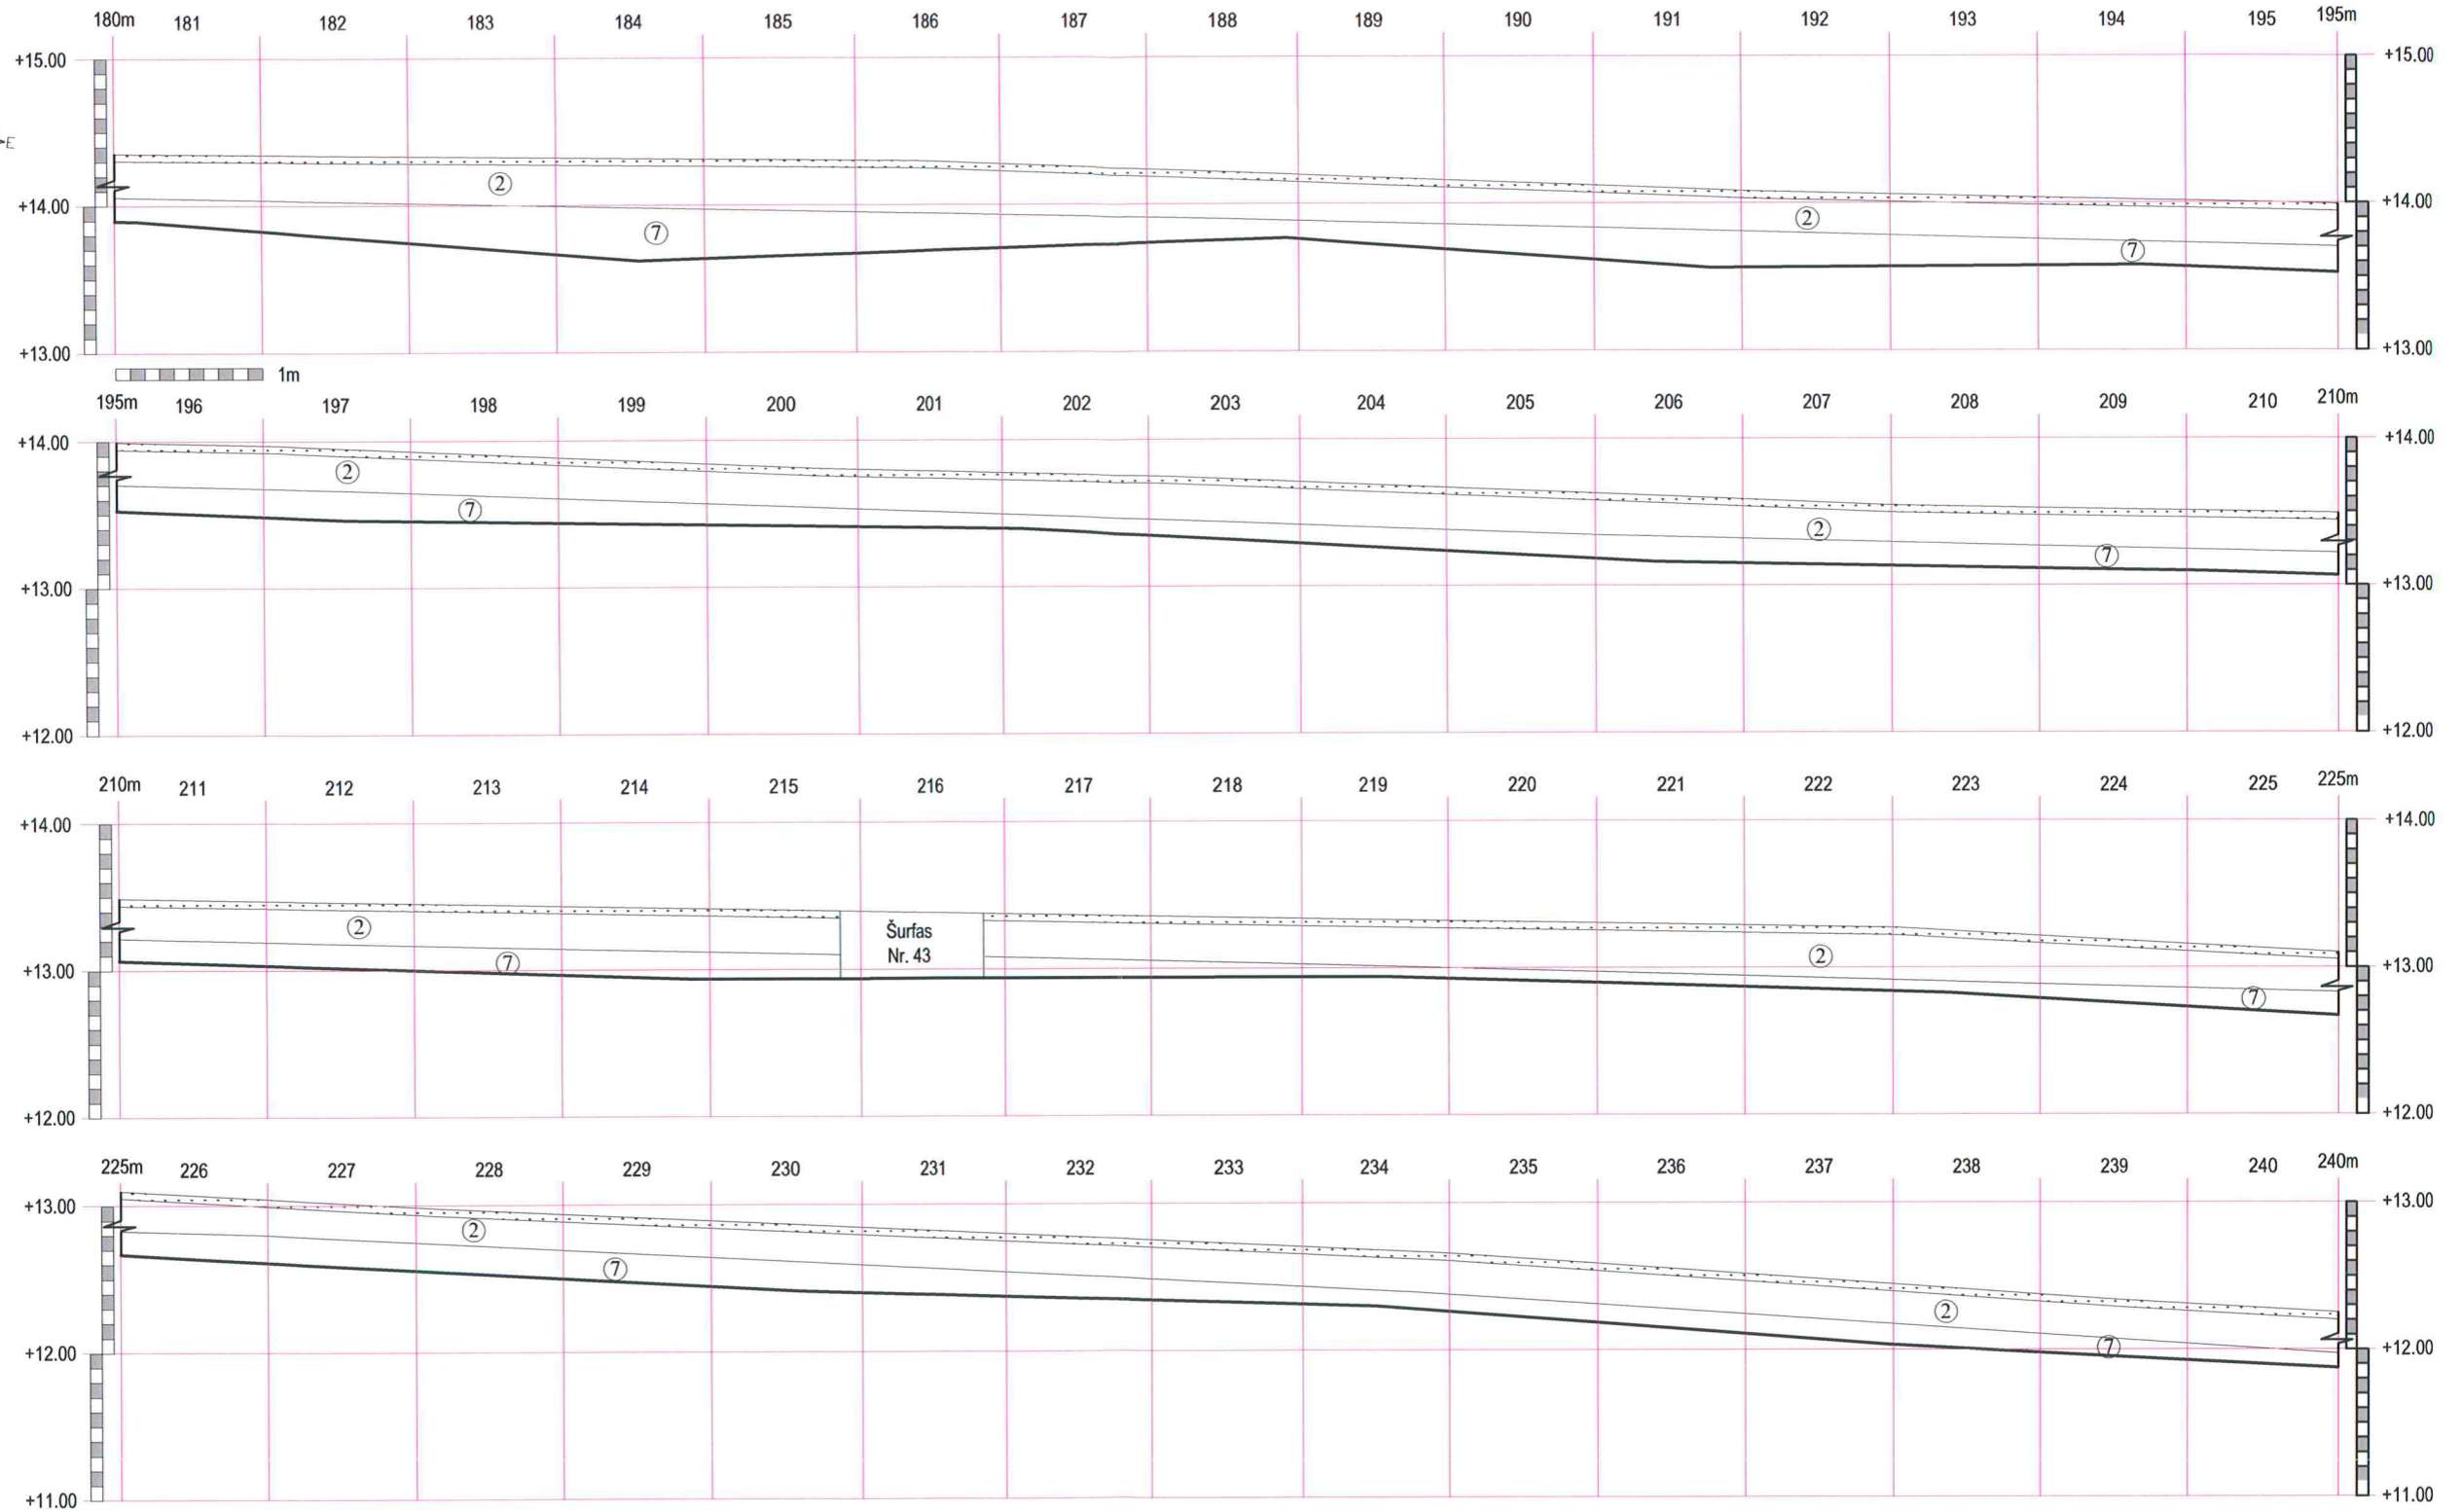 180m 181 182 183 184 185 186 187 188 189 190 191 192 193 194 195 195m
+15.00 +15.00
E
② ②
+14.00 +14.00
⑦ ⑦
+13.00 +13.00
1m
195m 196 197 198 199 200 201 202 203 204 205 206 207 208 209 210 210m
+14.00 +14.00
② ②
⑦ ⑦
+13.00 +13.00
+12.00 +12.00
210m 211 212 213 214 215 216 217 218 219 220 221 222 223 224 225 225m
+14.00 +14.00
② Šurfas
Nr. 43 ②
⑦ ⑦
+13.00 +13.00
+12.00 +12.00
225m 226 227 228 229 230 231 232 233 234 235 236 237 238 239 240 240m
+13.00 +13.00
② ②
⑦ ⑦
+12.00 +12.00
+11.00 +11.00